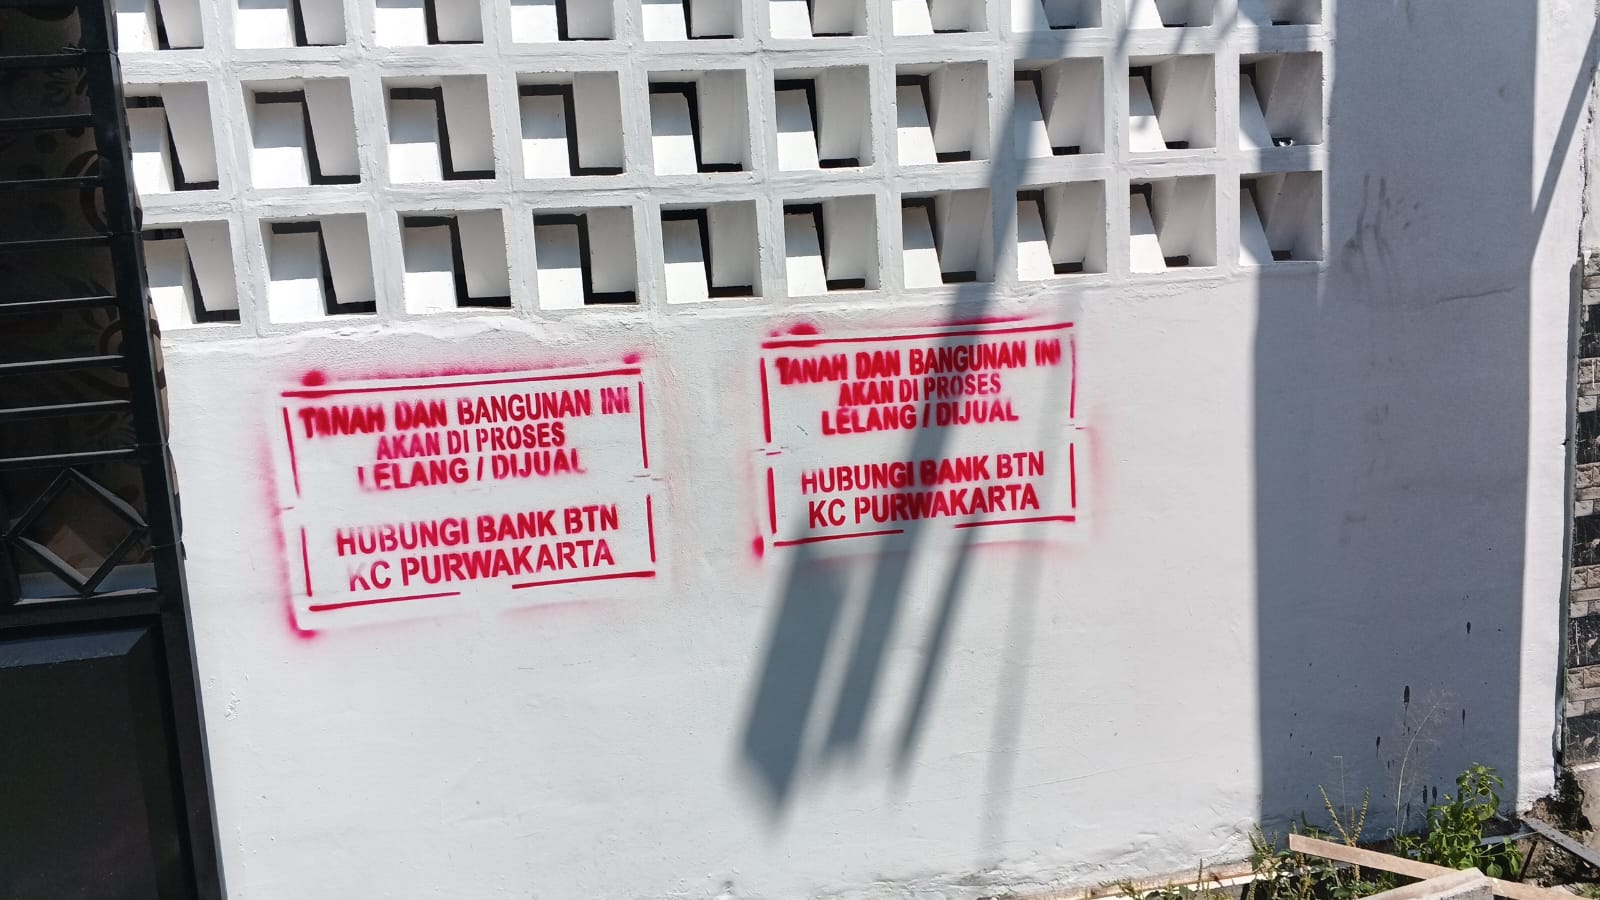 TANAH DAN BANGUNAN INI
AKAN DI PROSES
LELANG / DIJUAL
HUBUNGI BANK BTN
KC PURWAKARTA
TANAH DAN BANGUNAN INI
AKAN DI PROSES
LELANG / DIJUAL
HUBUNGI BANK BTN
KC PURWAKARTA